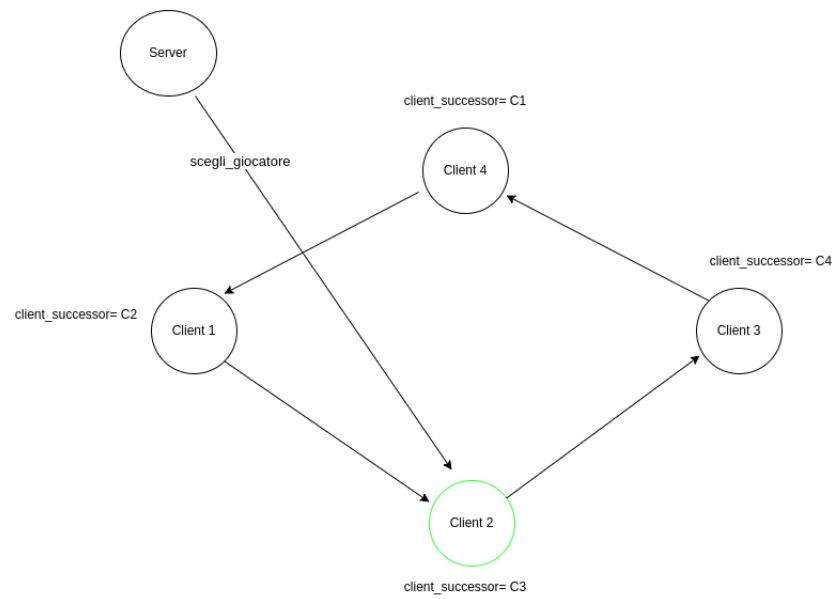 Server
client_successor= C1
scegli_giocatore
Client 4
client_successor= C4
client_successor= C2
Client 1
Client 3
Client 2
client_successor= C3